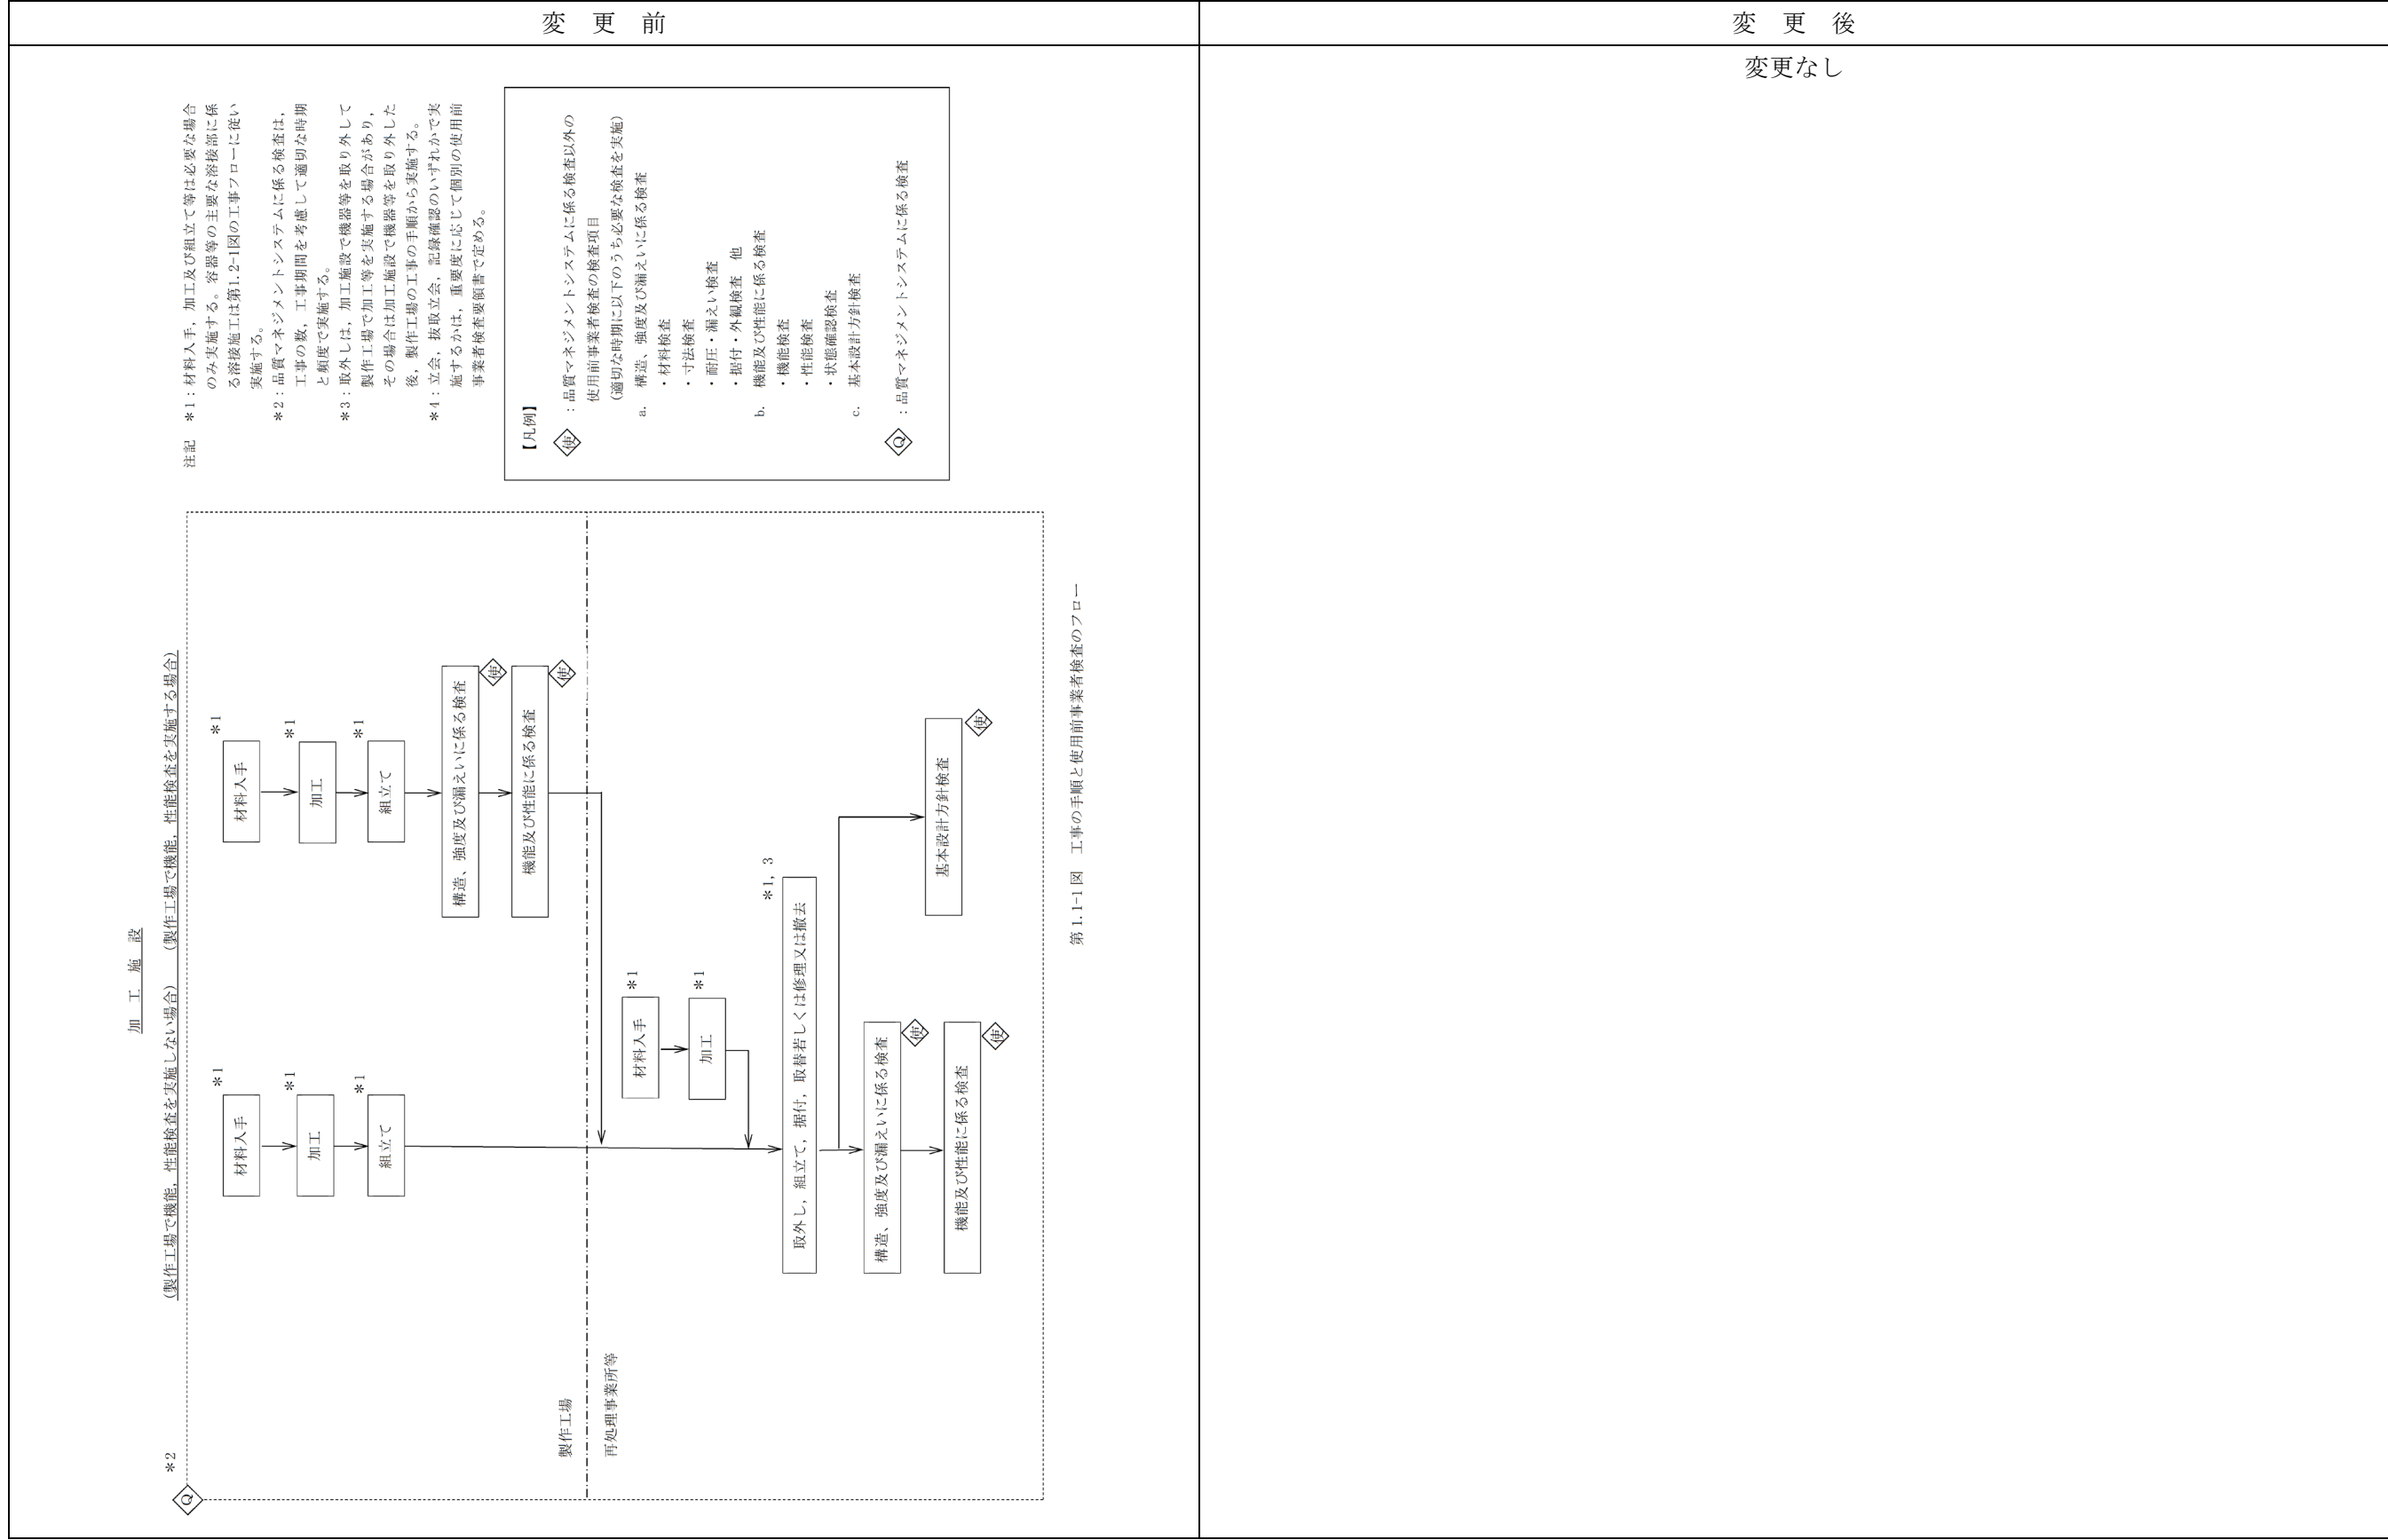 変 更 前
変 更 後
変更なし
加 工 施 設
（製作工場で機能，性能検査を実施しない場合）
（製作工場で機能，性能検査を実施する場合）
＊2
Q
材料入手
＊1
加工
＊1
組立て
＊1
材料入手
＊1
加工
＊1
組立て
＊1
構造、強度及び漏えいに係る検査
使
機能及び性能に係る検査
使
製作工場
再処理事業所等
材料入手
＊1
加工
＊1
取外し，組立て，据付，取替若しくは修理又は撤去
＊1，3
構造、強度及び漏えいに係る検査
使
機能及び性能に係る検査
使
基本設計方針検査
使
注記 ＊1：材料入手，加工及び組立て等は必要な場合
のみ実施する。容器等の主要な溶接部に係
る溶接施工は第1.2-1図の工事フローに従い
実施する。
＊2：品質マネジメントシステムに係る検査は，
工事の数，工事期間を考慮して適切な時期
と頻度で実施する。
＊3：取外しは，加工施設で機器等を取り外して
製作工場で加工等を実施する場合があり，
その場合は加工施設で機器等を取り外した
後，製作工場の工事の手順から実施する。
＊4：立会，抜取立会，記録確認のいずれかで実
施するかは，重要度に応じて個別の使用前
事業者検査要領書で定める。
【凡例】
使 ：品質マネジメントシステムに係る検査以外の
使用前事業者検査の検査項目
（適切な時期に以下のうち必要な検査を実施）
a. 構造、強度及び漏えいに係る検査
・材料検査
・寸法検査
・耐圧・漏えい検査
・据付・外観検査 他
b. 機能及び性能に係る検査
・機能検査
・性能検査
・状態確認検査
c. 基本設計方針検査
Q ：品質マネジメントシステムに係る検査
第1.1-1図 工事の手順と使用前事業者検査のフロー